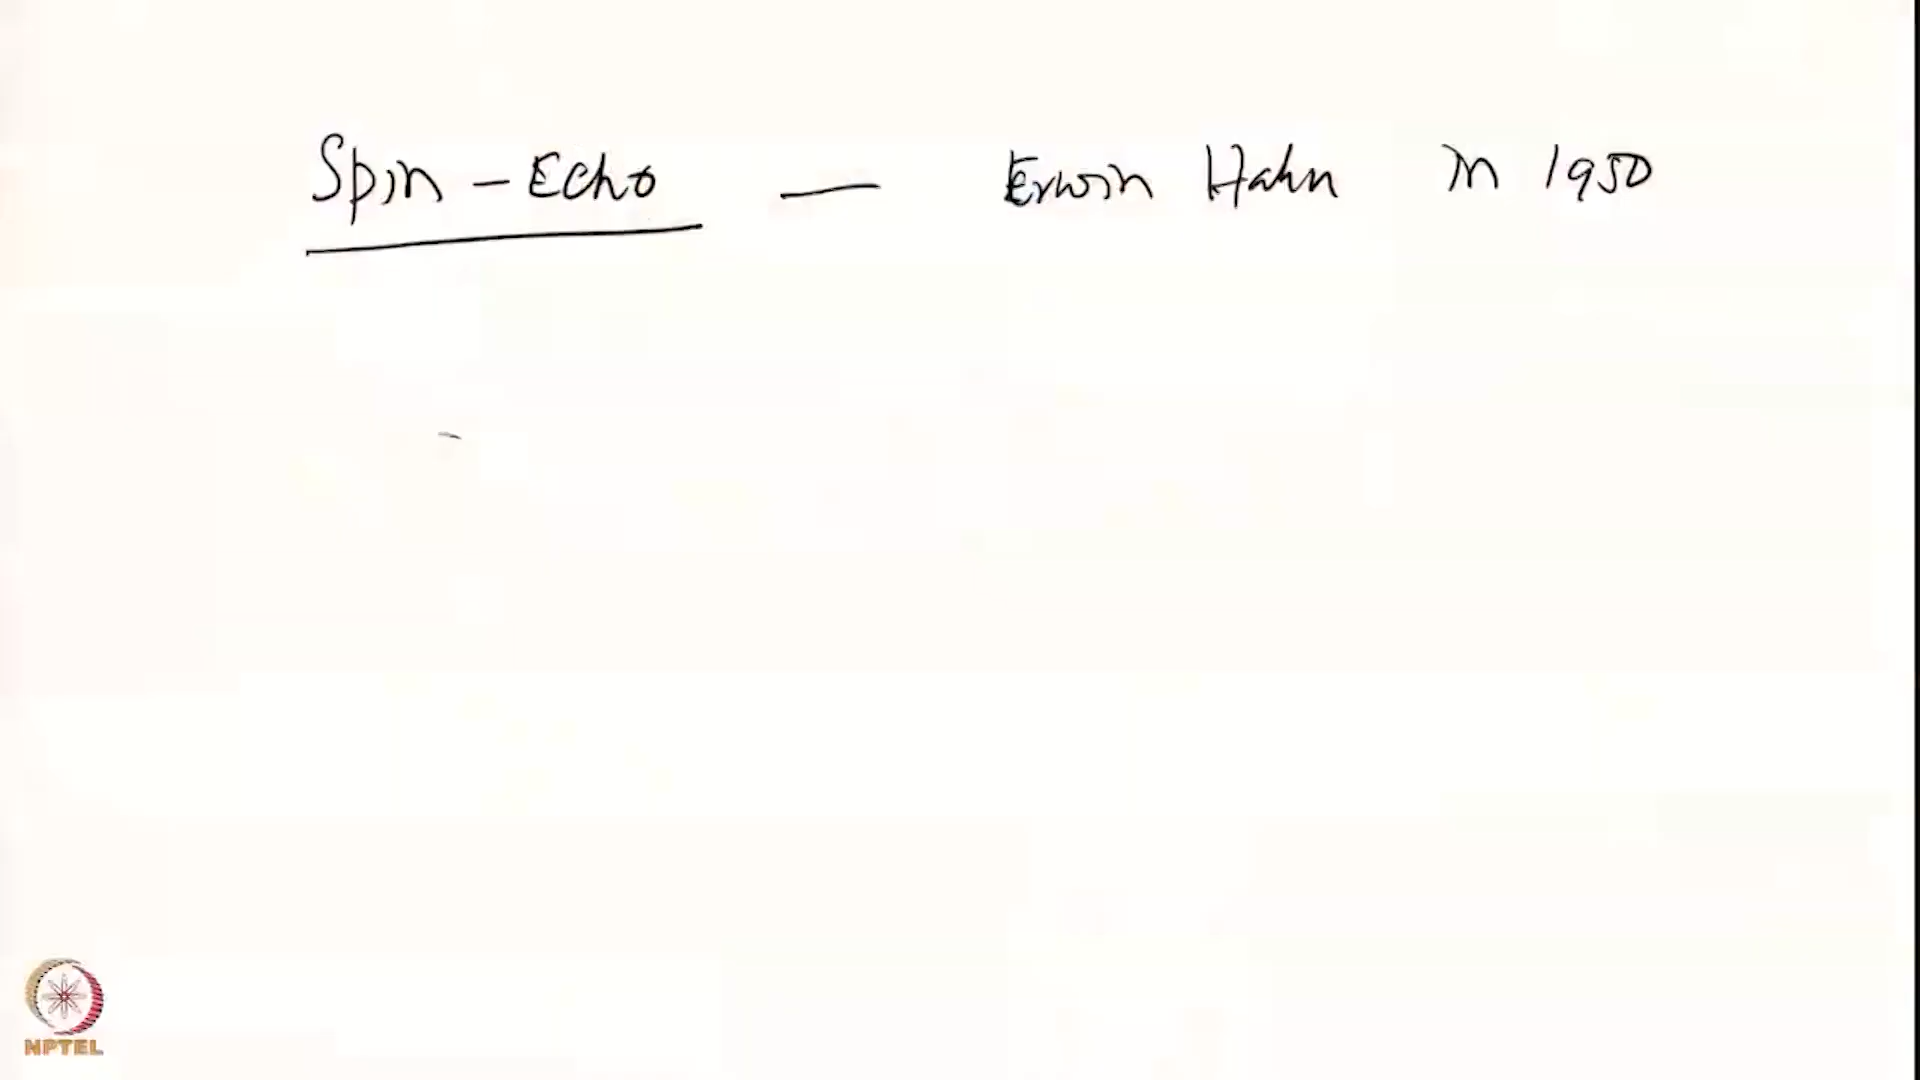 Spin - Echo — Erwin Hahn in 1950
NPTEL